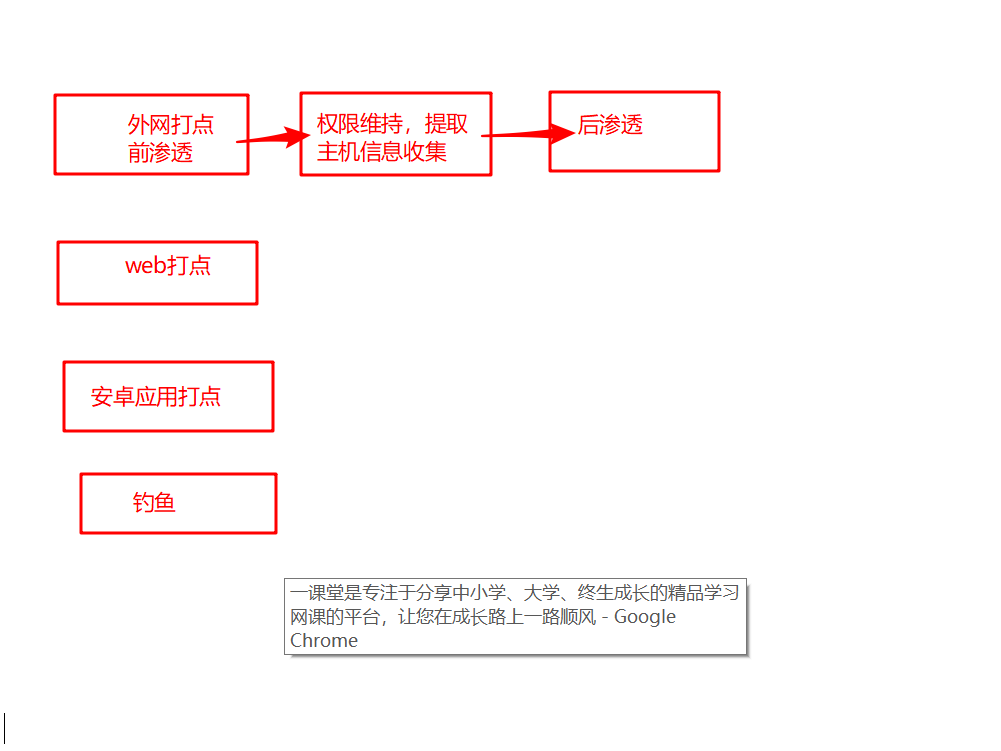 外网打点
前渗透
权限维持，提取
主机信息收集
后渗透
web打点
安卓应用打点
钓鱼
一课堂是专注于分享中小学、大学、终生成长的精品学习
网课的平台，让您在成长路上一路顺风 - Google
Chrome